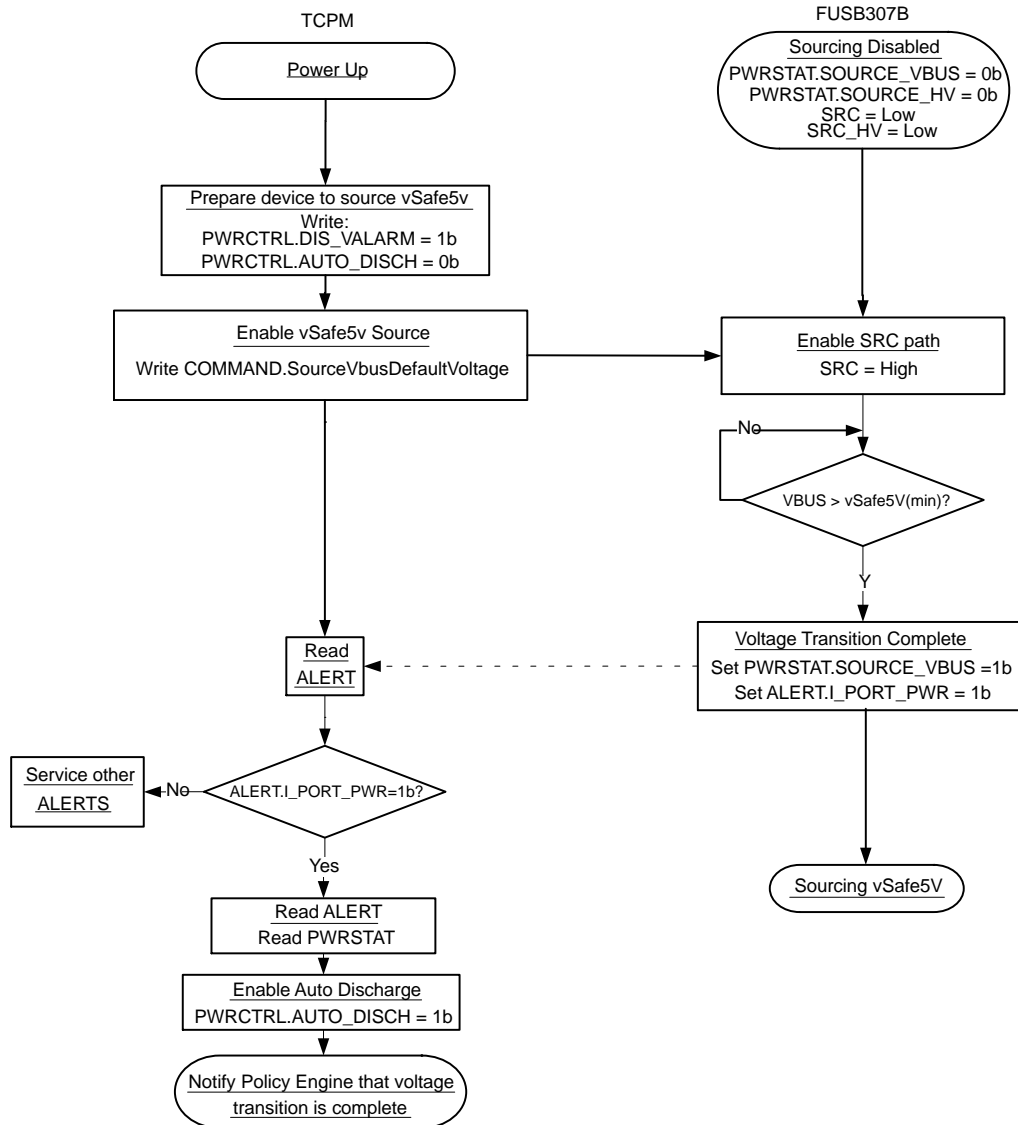 TCPM
Power Up
Prepare device to source vSafe5v
Write:
PWRCTRL.DIS_VALARM = 1b
PWRCTRL.AUTO_DISCH = 0b
Enable vSafe5v Source
Write COMMAND.SourceVbusDefaultVoltage
Read
ALERT
ALERT.I_PORT_PWR=1b?
No
Service other
ALERTS
Yes
Read ALERT
Read PWRSTAT
Enable Auto Discharge
PWRCTRL.AUTO_DISCH = 1b
Notify Policy Engine that voltage
transition is complete
FUSB307B
Sourcing Disabled
PWRSTAT.SOURCE_VBUS = 0b
PWRSTAT.SOURCE_HV = 0b
SRC = Low
SRC_HV = Low
Enable SRC path
SRC = High
No
VBUS > vSafe5V(min)?
Y
Voltage Transition Complete
Set PWRSTAT.SOURCE_VBUS =1b
Set ALERT.I_PORT_PWR = 1b
Sourcing vSafe5V